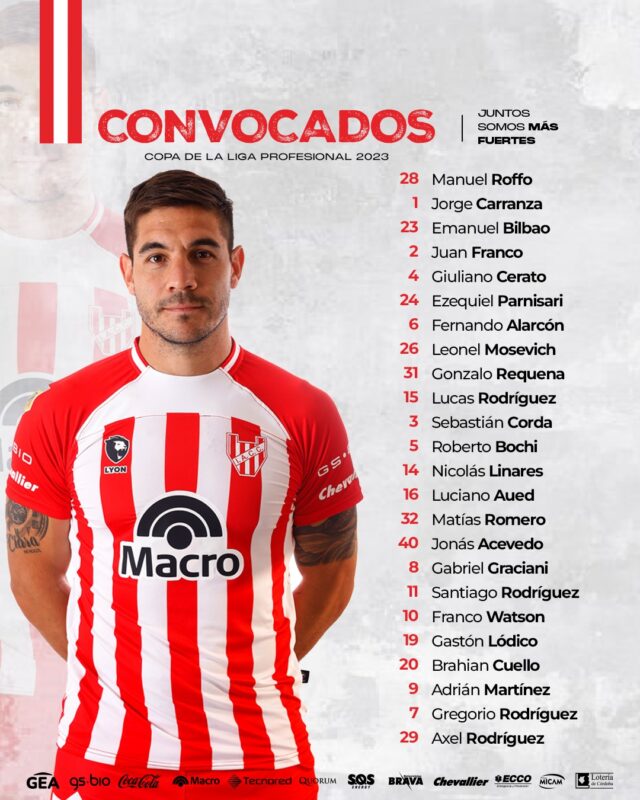 CONVOCADOS
COPA DE LA LIGA PROFESIONAL 2023
JUNTOS
SOMOS MÁS
FUERTES
28 Manuel Roffo
1 Jorge Carranza
23 Emanuel Bilbao
2 Juan Franco
4 Giuliano Cerato
24 Ezequiel Parnisari
6 Fernando Alarcón
26 Leonel Mosevich
31 Gonzalo Requena
15 Lucas Rodríguez
3 Sebastián Corda
5 Roberto Bochi
14 Nicolás Linares
16 Luciano Aued
32 Matías Romero
40 Jonás Acevedo
8 Gabriel Graciani
11 Santiago Rodríguez
10 Franco Watson
19 Gastón Lódico
20 Brahian Cuello
9 Adrián Martínez
7 Gregorio Rodríguez
29 Axel Rodríguez
LYON
I.A.C.C.
Macro
BIO
Chevallier
GS
Chevallier
GEA gs·bio Coca-Cola Macro Tecnored QUORUM SQS ENERGY BRAVA Chevallier ECCO MICAM Lotería de Córdoba